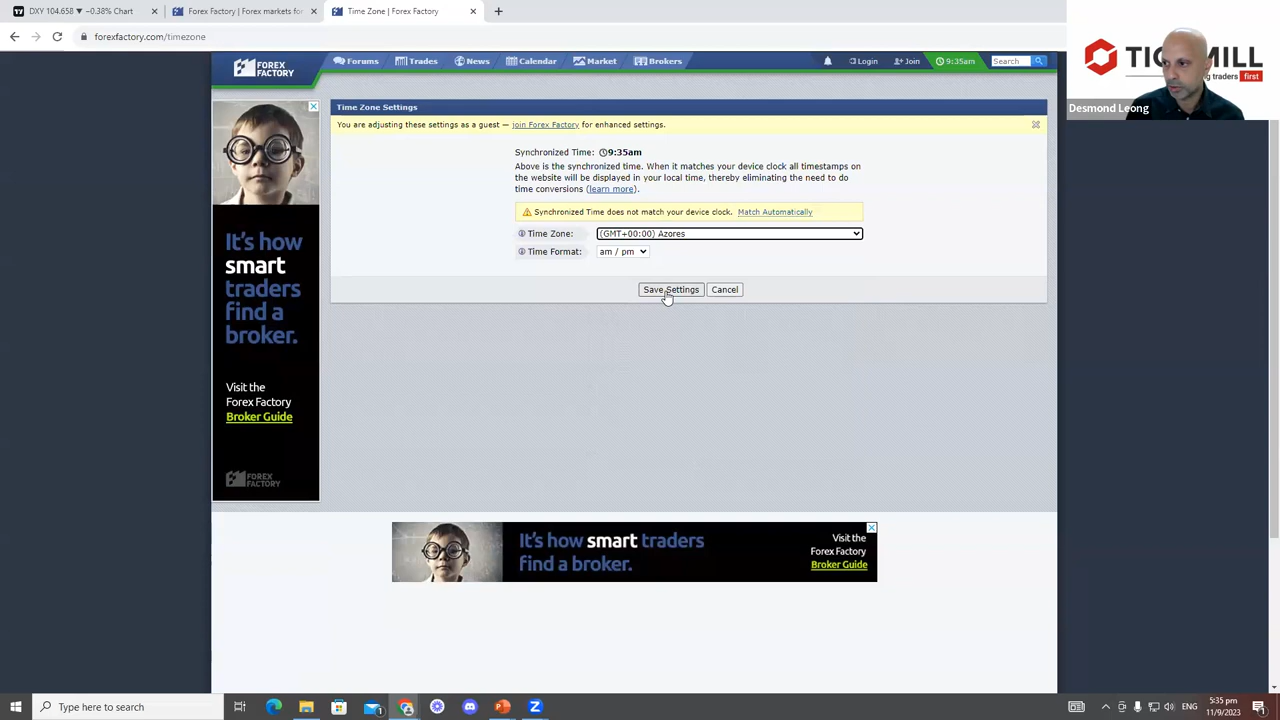 DXY 104.658 ▼ −0.38% Chart
Forex Factory | Forex markets fo
Time Zone | Forex Factory
forexfactory.com/timezone
FOREX
FACTORY
Forums
Trades
News
Calendar
Market
Brokers
Login
Join
9:35am
Search
TIC MILL
ng traders first
Desmond Leong
Time Zone Settings
You are adjusting these settings as a guest — join Forex Factory for enhanced settings.
Synchronized Time: 9:35am
Above is the synchronized time. When it matches your device clock all timestamps on
the website will be displayed in your local time, thereby eliminating the need to do
time conversions (learn more).
Synchronized Time does not match your device clock. Match Automatically
Time Zone: (GMT+00:00) Azores
Time Format: am / pm
Save Settings
Cancel
It's how
smart
traders
find a
broker.
Visit the
Forex Factory
Broker Guide
FOREX
FACTORY
It's how smart traders
find a broker.
Visit the
Forex Factory
Broker Guide
Type here to search
5:35 pm
11/9/2023